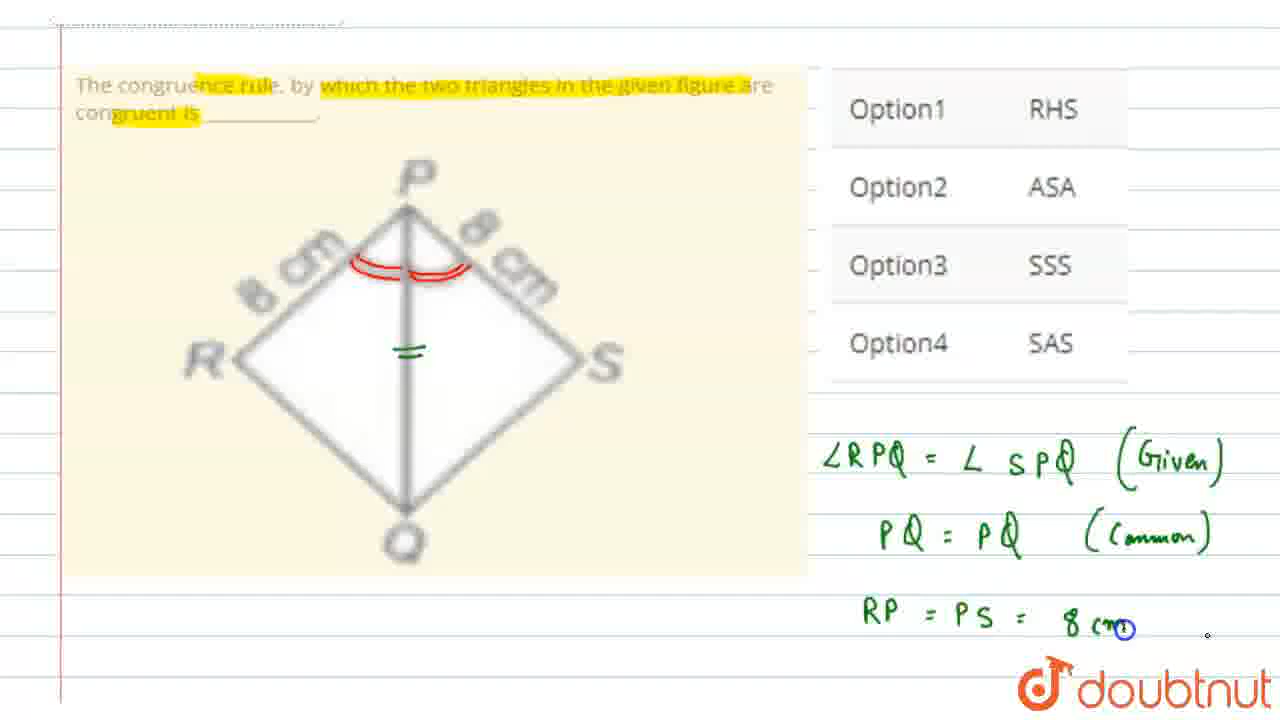 The congruence rule, by which the two triangles in the given figure are
congruent is ____________.
P
8 cm
8 cm
R
S
Q
Option1 RHS
Option2 ASA
Option3 SSS
Option4 SAS
∠RPQ = ∠ SPQ (Given)
PQ = PQ (Common)
RP = PS = 8 cm
doubtnut